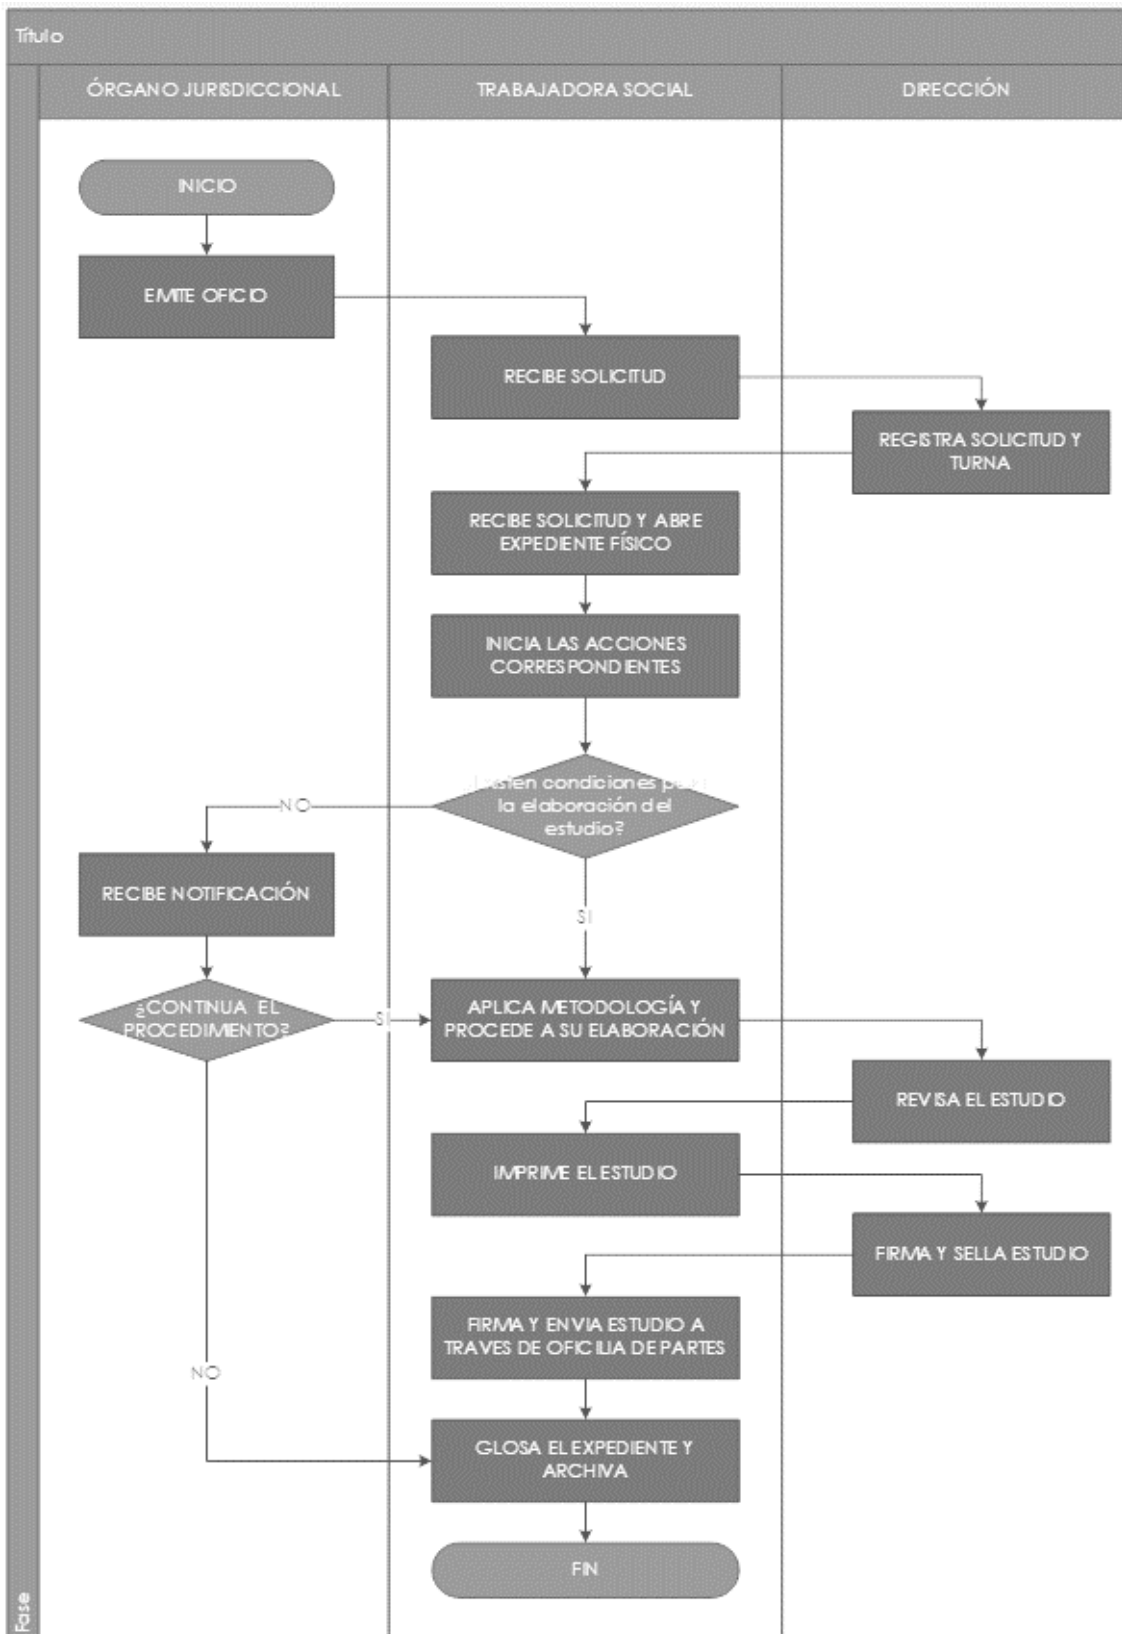 Título
ÓRGANO JURISDICCIONAL
TRABAJADORA SOCIAL
DIRECCIÓN
INICIO
EMITE OFICIO
RECIBE SOLICITUD
REGISTRA SOLICITUD Y
TURNA
RECIBE SOLICITUD Y ABRE
EXPEDIENTE FÍSICO
INICIA LAS ACCIONES
CORRESPONDIENTES
condiciones
la elaboración del
estudio?
NO
SI
RECIBE NOTIFICACIÓN
¿CONTINUA EL
PROCEDIMIENTO?
SI
APLICA METODOLOGÍA Y
PROCEDE A SU ELABORACIÓN
REVISA EL ESTUDIO
IMPRIME EL ESTUDIO
FIRMA Y SELLA ESTUDIO
FIRMA Y ENVIA ESTUDIO A
TRAVES DE OFICILIA DE PARTES
NO
GLOSA EL EXPEDIENTE Y
ARCHIVA
FIN
Fase